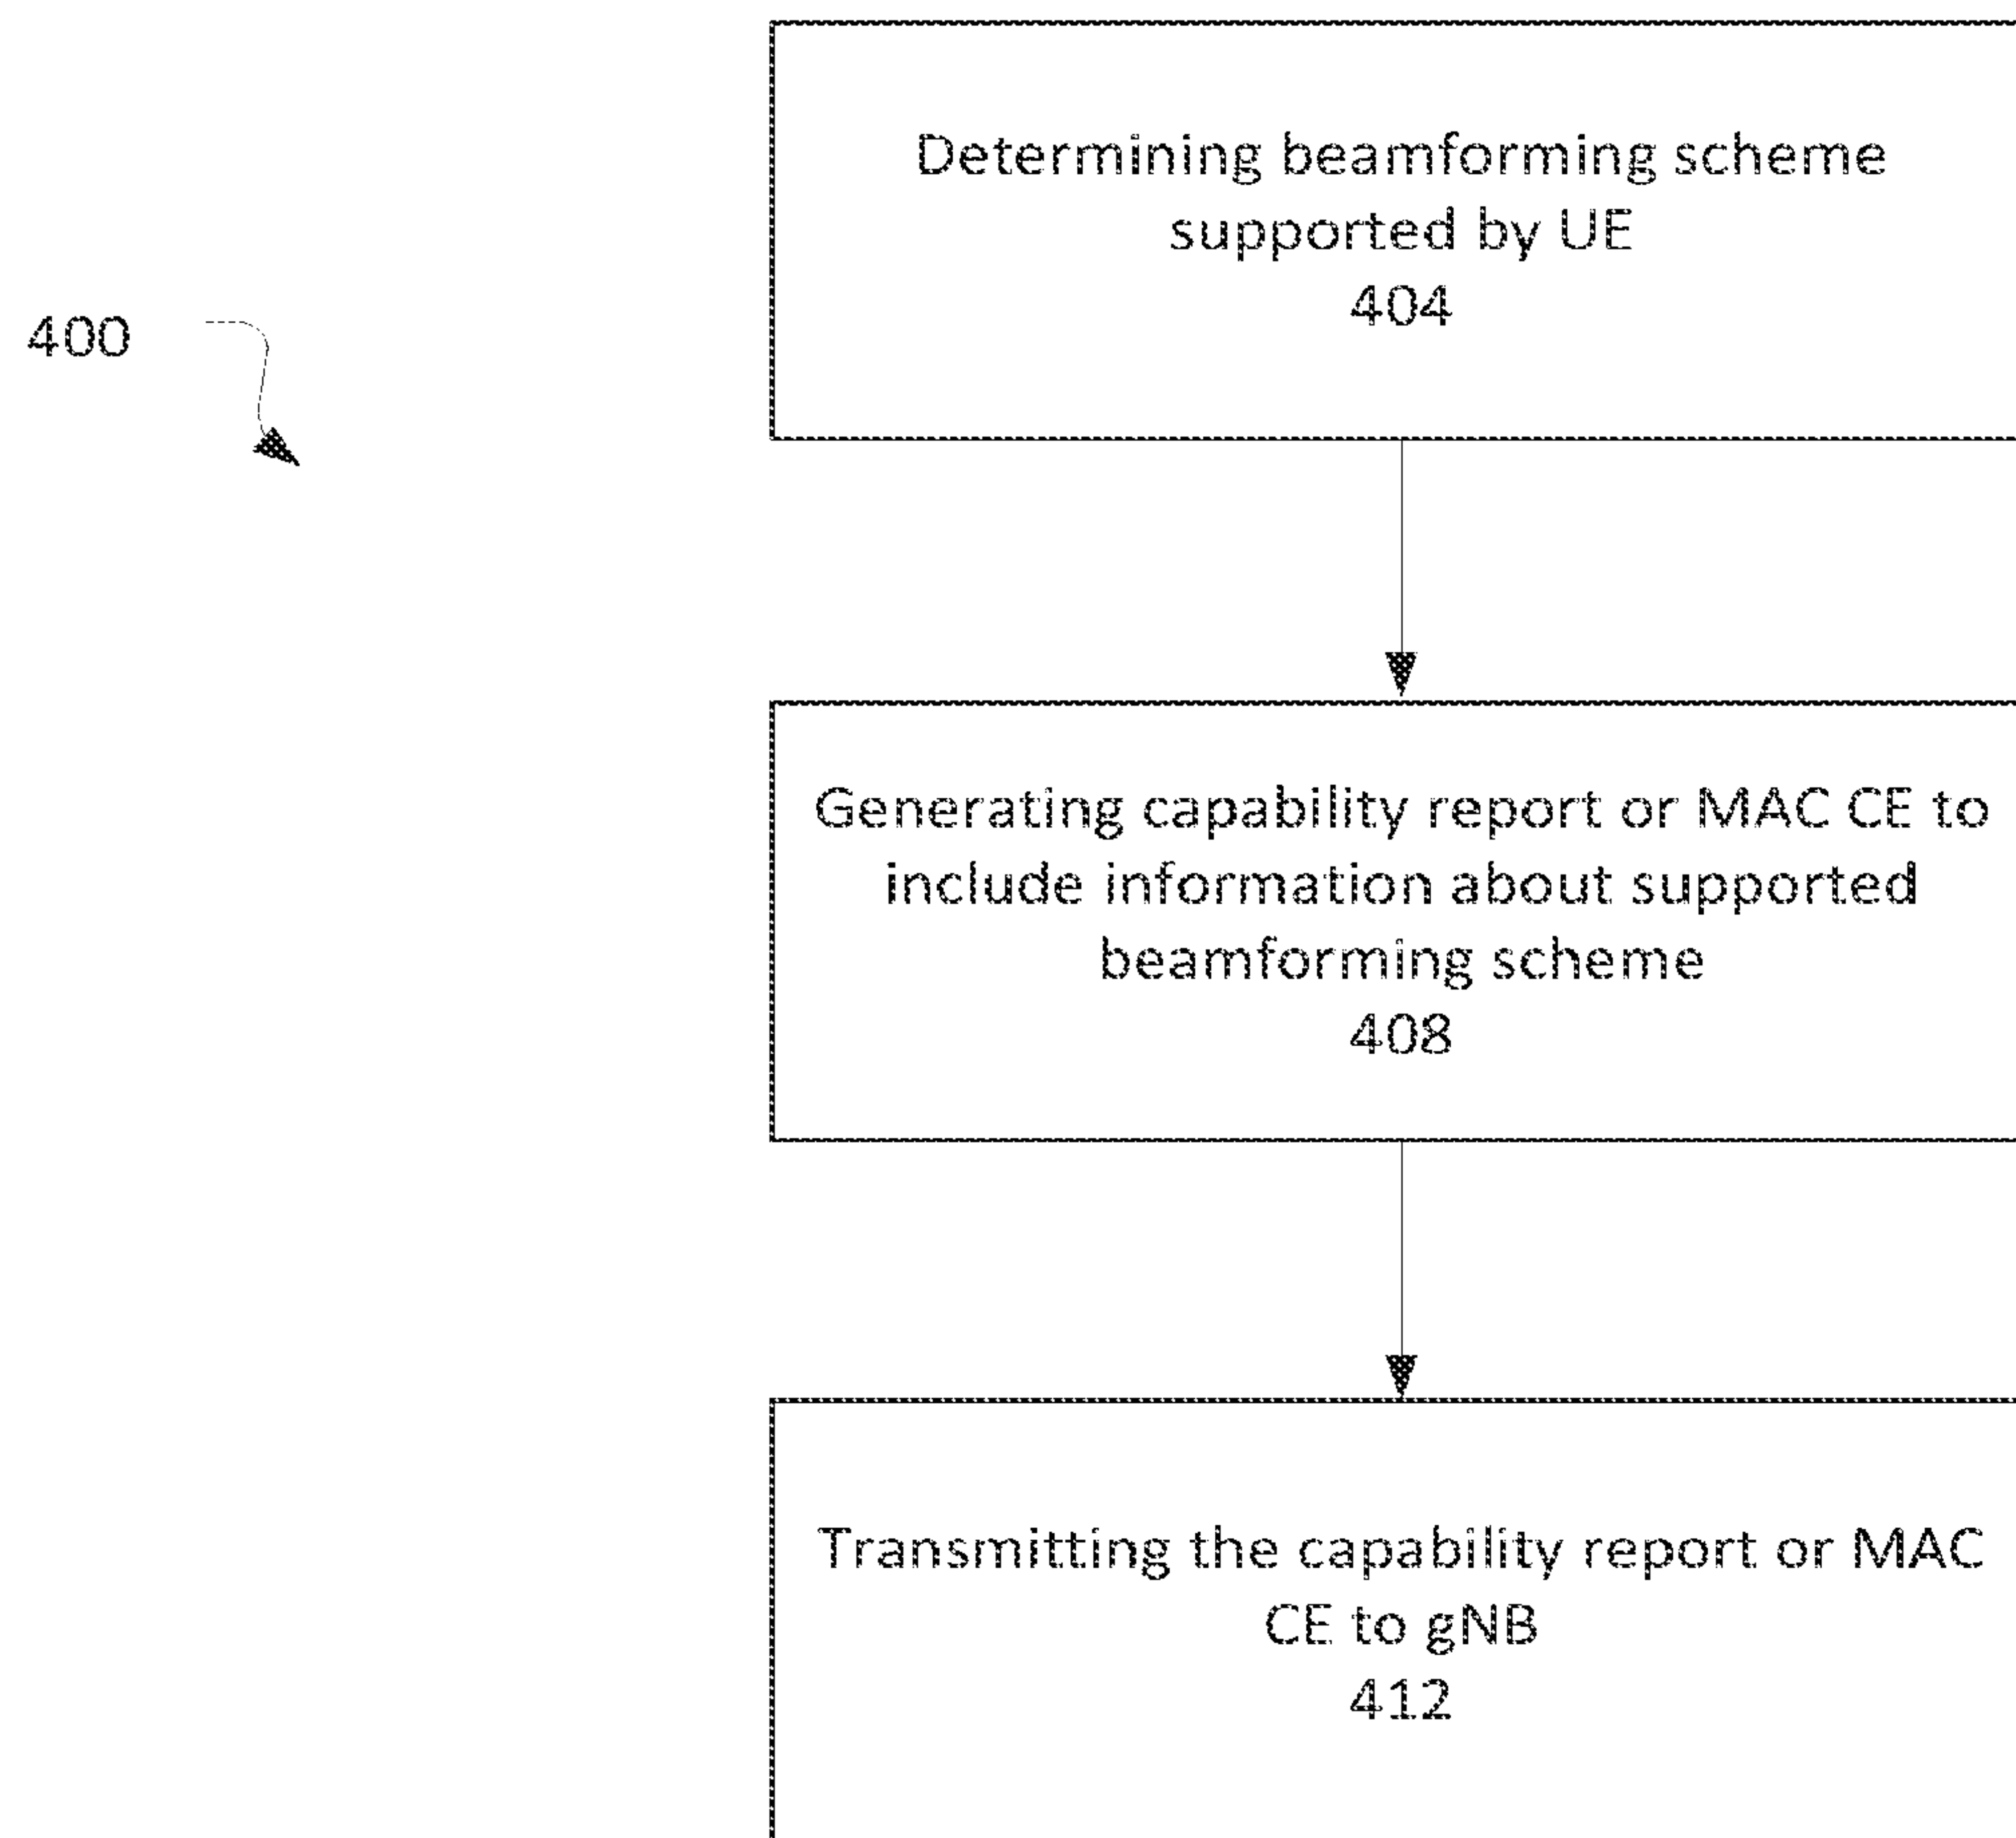 Determining beamforming scheme
supported by UE
404
400
Generating capability report or MAC CE to
include information about supported
beamforming scheme
408
Transmitting the capability report or MAC
CE to gNB
412